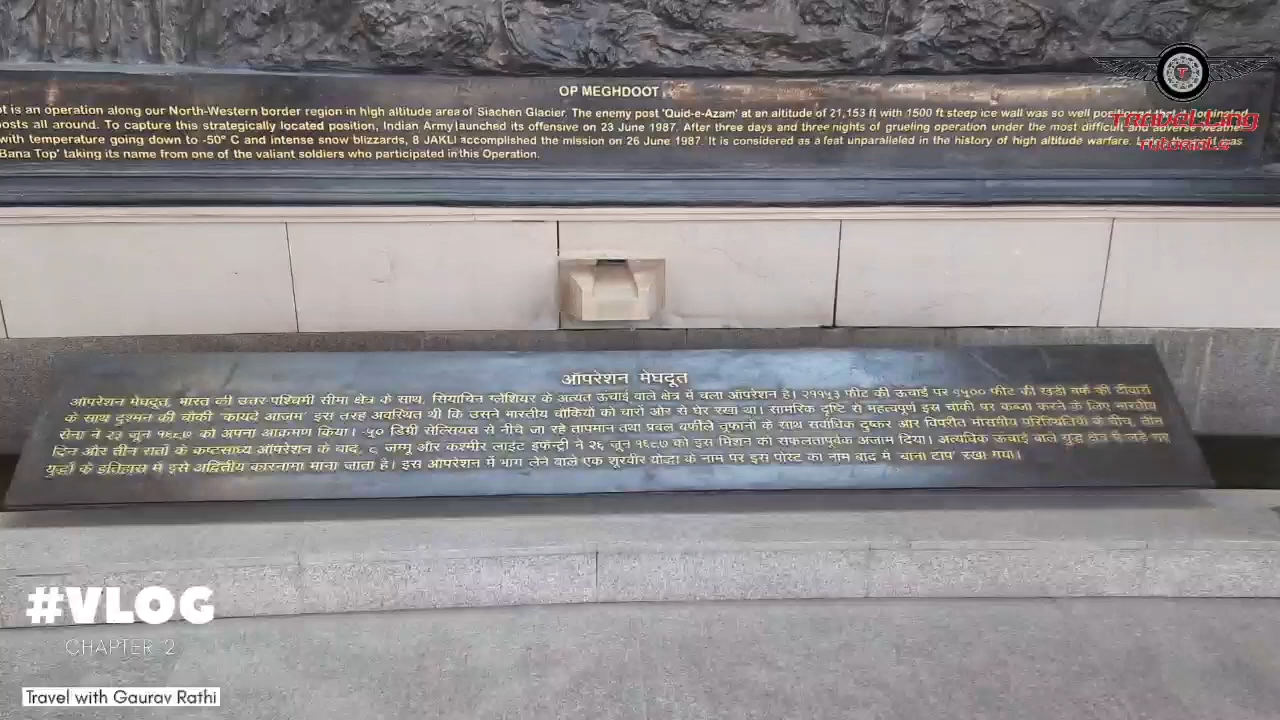 OP MEGHDOOT
ot is an operation along our North-Western border region in high altitude area of Siachen Glacier. The enemy post 'Quid-e-Azam' at an altitude of 21,153 ft with 1500 ft steep ice wall was so well positioned that
osts all around. To capture this strategically located position, Indian Army launched its offensive on 23 June 1987. After three days and three nights of grueling operation under the most difficult and adverse weather
with temperature going down to -50° C and intense snow blizzards, 8 JAKLI accomplished the mission on 26 June 1987. It is considered as a feat unparalleled in the history of high altitude warfare. was
Bana Top' taking its name from one of the valiant soldiers who participated in this Operation.
TRAVELLING
TUTORIALS
ऑपरेशन मेघदूत
ऑपरेशन मेघदूत, भारत की उत्तर-पश्चिमी सीमा क्षेत्र के साथ, सियाचिन ग्लेशियर के अत्यंत ऊंचाई वाले क्षेत्र में चला ऑपरेशन है। २११५३ फीट की ऊंचाई पर १५०० फीट की खड़ी बर्फ की दीवारों
के साथ दुश्मन की चौकी 'कायदे आजम' इस तरह अवस्थित थी कि उसने भारतीय चौकियों को चारों ओर से घेर रखा था। सामरिक दृष्टि से महत्वपूर्ण इस चौकी पर कब्जा करने के लिए भारतीय
सेना ने २३ जून १९८७ को अपना आक्रमण किया। -५० डिग्री सेल्सियस से नीचे जा रहे तापमान तथा प्रबल बर्फीले तूफानों के साथ सर्वाधिक दुष्कर और विपरीत मौसमीय परिस्थितियों के बीच, तीन
दिन और तीन रातों के कष्टसाध्य ऑपरेशन के बाद, ८ जम्मू और कश्मीर लाइट इंफेन्ट्री ने २६ जून १९८७ को इस मिशन को सफलतापूर्वक अंजाम दिया। अत्यधिक ऊंचाई वाले युद्ध क्षेत्र में लड़े गए
युद्धों के इतिहास में इसे अद्वितीय कारनामा माना जाता है। इस ऑपरेशन में भाग लेने वाले एक शूरवीर योद्धा के नाम पर इस पोस्ट का नाम बाद में 'बाना टॉप' रखा गया।
#VLOG
CHAPTER 2
Travel with Gaurav Rathi